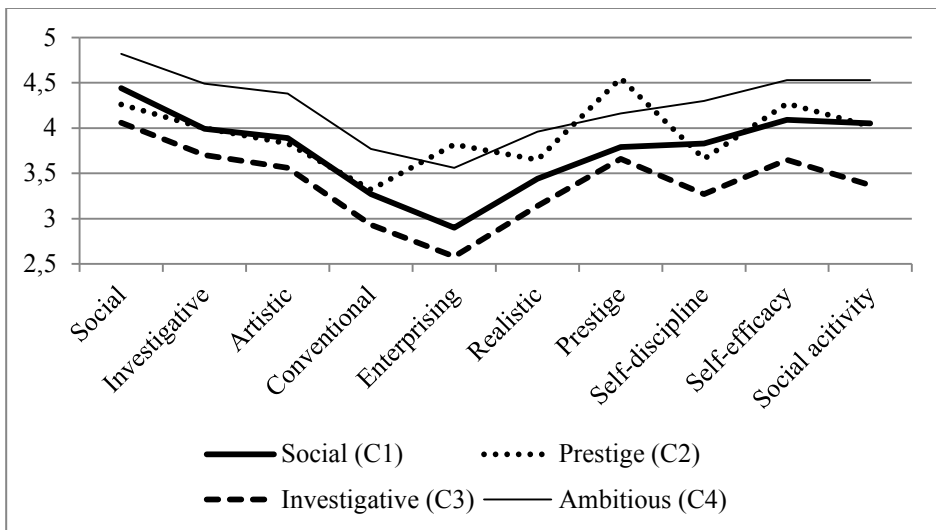 5
4,5
4
3,5
3
2,5
Social
Investigative
Artistic
Conventional
Enterprising
Realistic
Prestige
Self-discipline
Self-efficacy
Social acitivity
Social (C1) Prestige (C2)
Investigative (C3) Ambitious (C4)